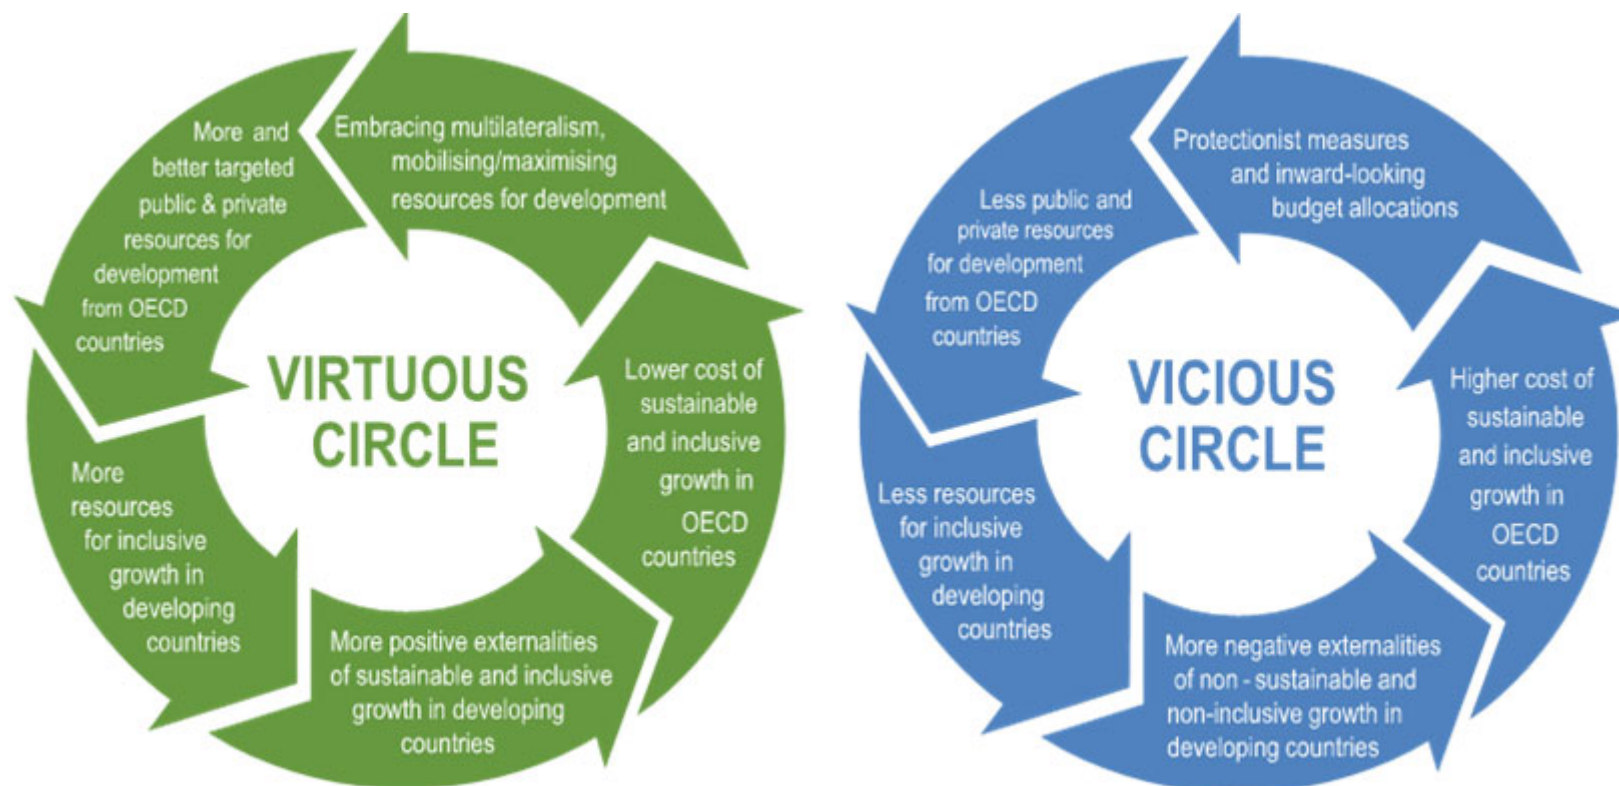 Embracing multilateralism,
mobilising/maximising
resources for development
More and
better targeted
public & private
resources for
development
from OECD
countries
More
resources
for inclusive
growth in
developing
countries
More positive externalities
of sustainable and inclusive
growth in developing
countries
Lower cost of
sustainable
and inclusive
growth in
OECD
countries
VIRTUOUS
CIRCLE
Protectionist measures
and inward-looking
budget allocations
Less public and
private resources
for development
from OECD
countries
Less resources
for inclusive
growth in
developing
countries
More negative externalities
of non - sustainable and
non-inclusive growth in
developing countries
Higher cost of
sustainable
and inclusive
growth in
OECD
countries
VICIOUS
CIRCLE